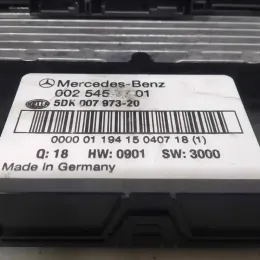 Mercedes-Benz
002 545 01
HELLA 5DK 007 973-20
0000 01 194 15 0407 18 (1)
Q: 18 HW: 0901 SW: 3000
Made in Germany